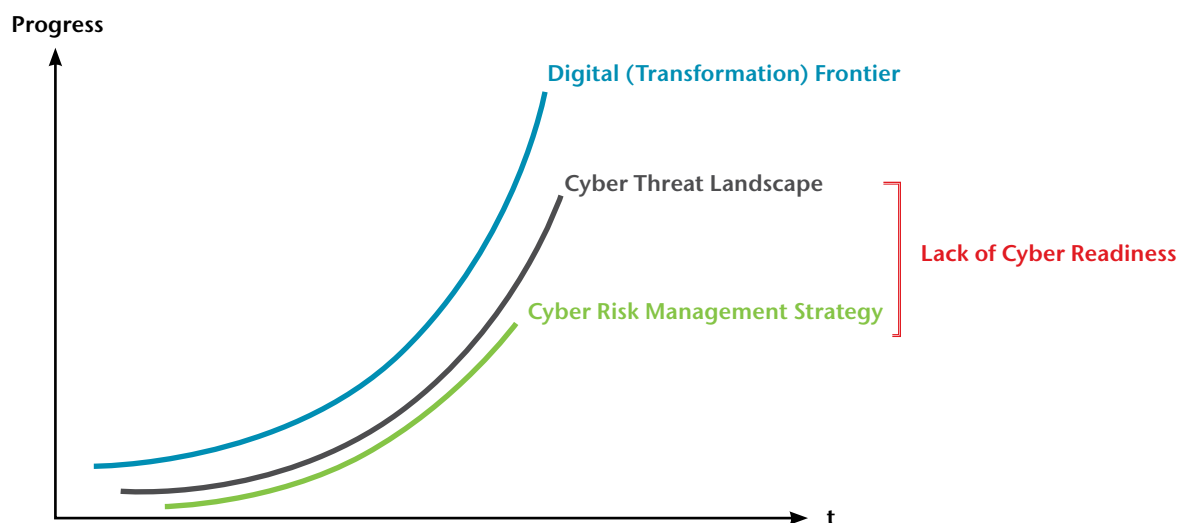 Progress
Digital (Transformation) Frontier
Cyber Threat Landscape
Lack of Cyber Readiness
Cyber Risk Management Strategy
t